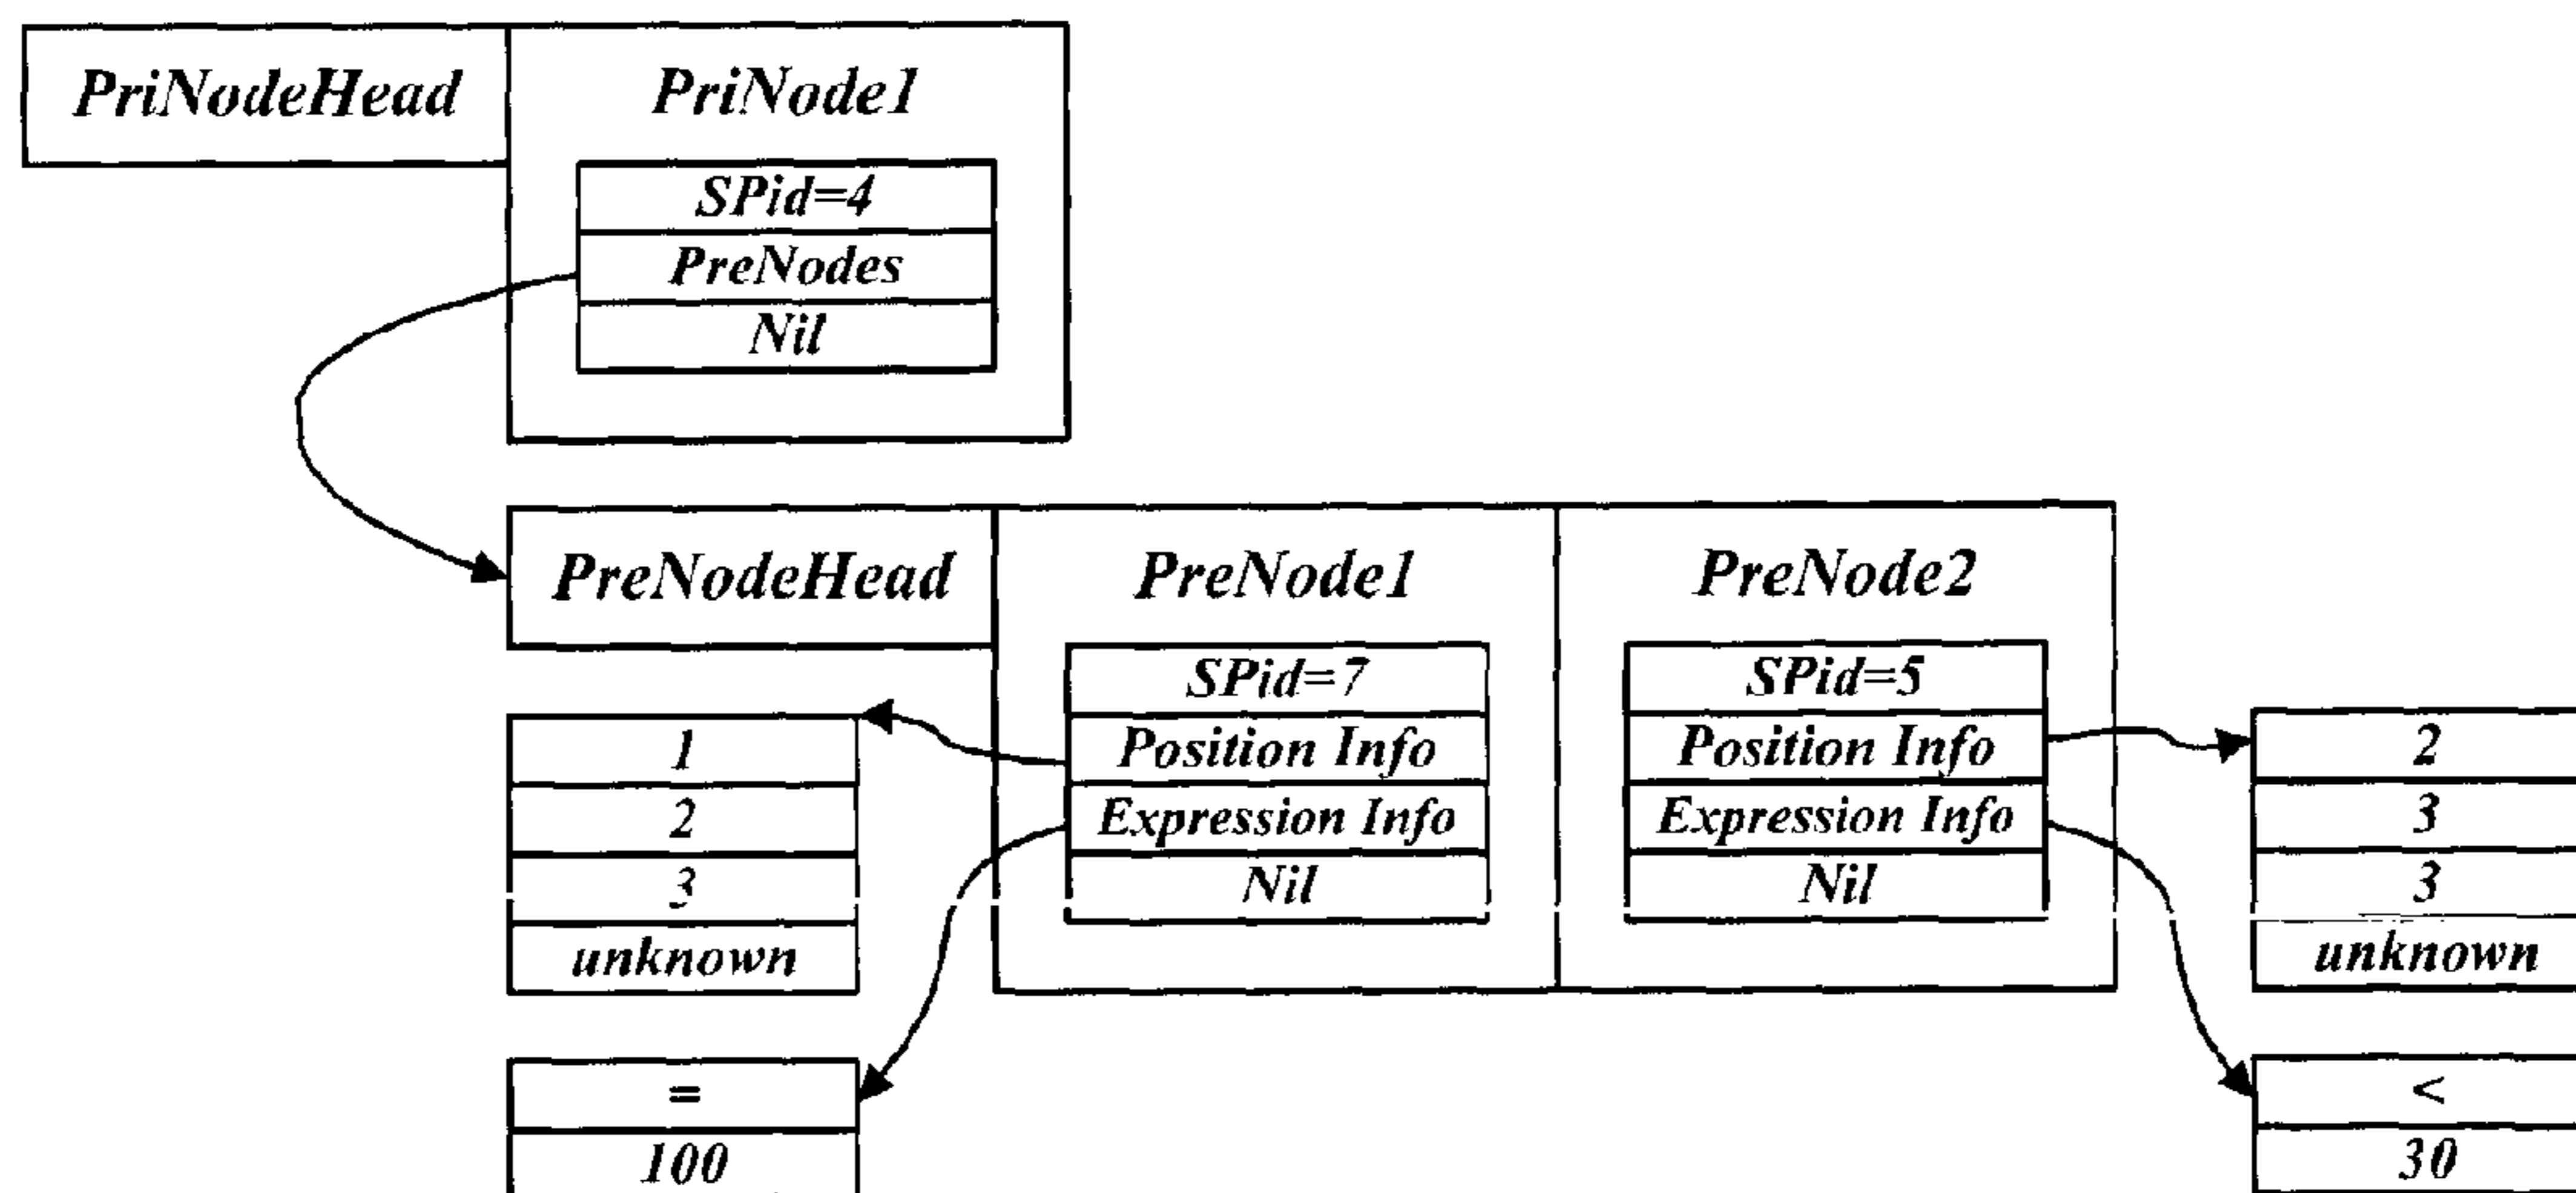 PriNodeHead
PriNode1
SPid=4
PreNodes
Nil
PreNodeHead
PreNode1
PreNode2
SPid=7
Position Info
Expression Info
Nil
SPid=5
Position Info
Expression Info
Nil
1
2
3
unknown
2
3
3
unknown
=
100
<
30